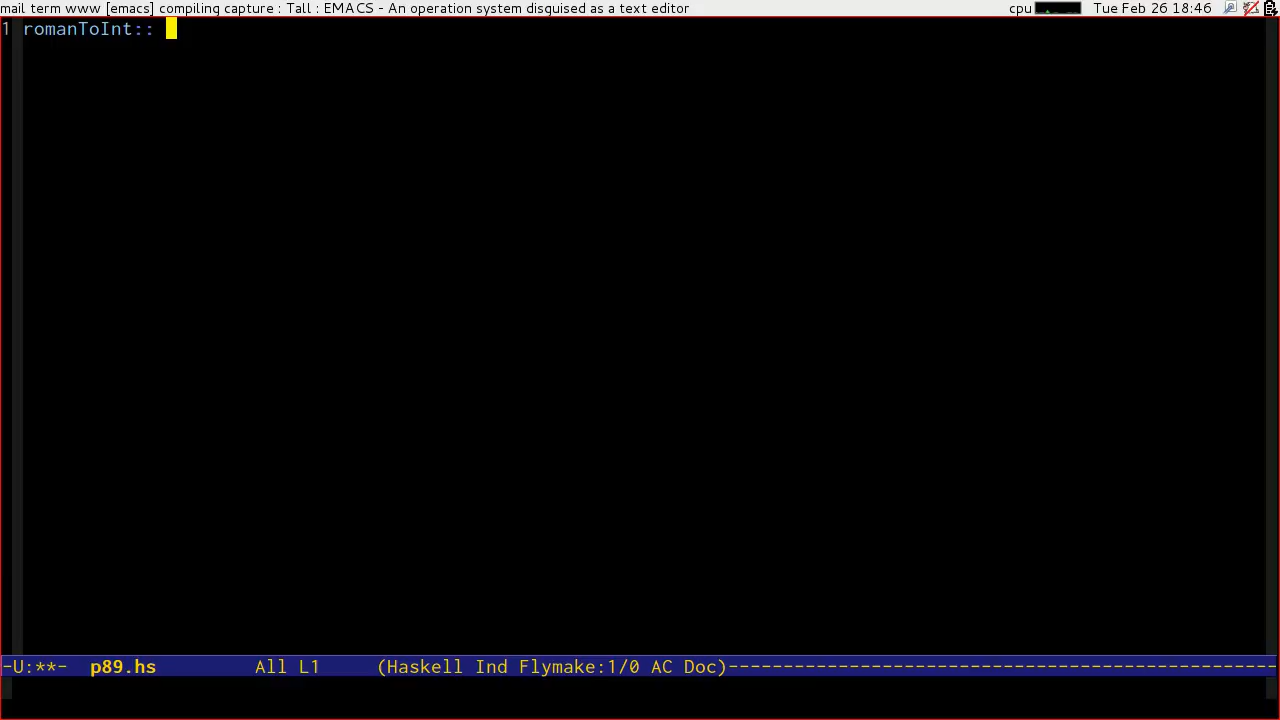 mail term www [emacs] compiling capture : Tall : EMACS - An operation system disguised as a text editor cpu Tue Feb 26 18:46
1 romanToInt::
-U:**-  p89.hs         All L1     (Haskell Ind Flymake:1/0 AC Doc)--------------------------------------------------